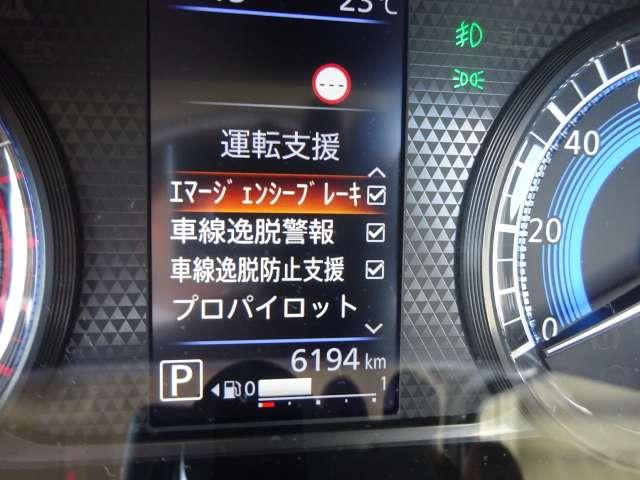 23℃
---
運転支援
ｴﾏｰｼﾞｪﾝｼｰﾌﾞﾚｰｷ
車線逸脱警報
車線逸脱防止支援
プロパイロット
6194 km
P
0
1
40
20
0